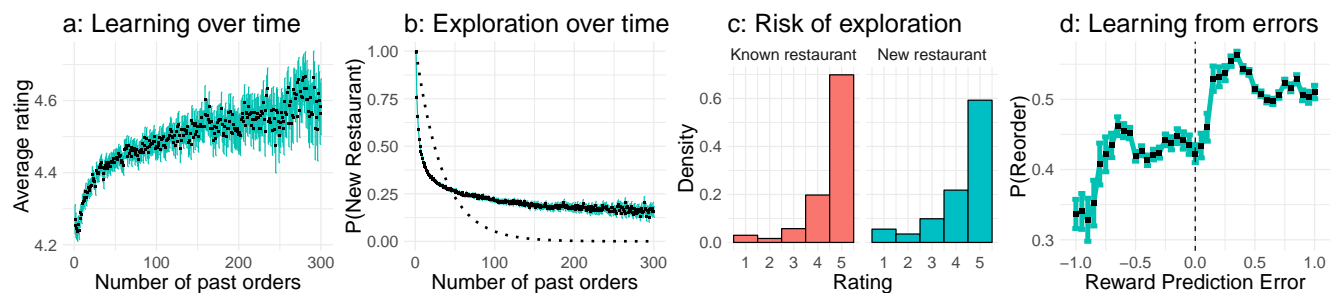 a: Learning over time
Average rating
4.6
4.4
4.2
0
100
200
300
Number of past orders
b: Exploration over time
P(New Restaurant)
1.00
0.75
0.50
0.25
0.00
0
100
200
300
Number of past orders
c: Risk of exploration
Known restaurant
New restaurant
Density
0.6
0.4
0.2
0.0
1 2 3 4 5
1 2 3 4 5
Rating
d: Learning from errors
P(Reorder)
0.5
0.4
0.3
−1.0
−0.5
0.0
0.5
1.0
Reward Prediction Error